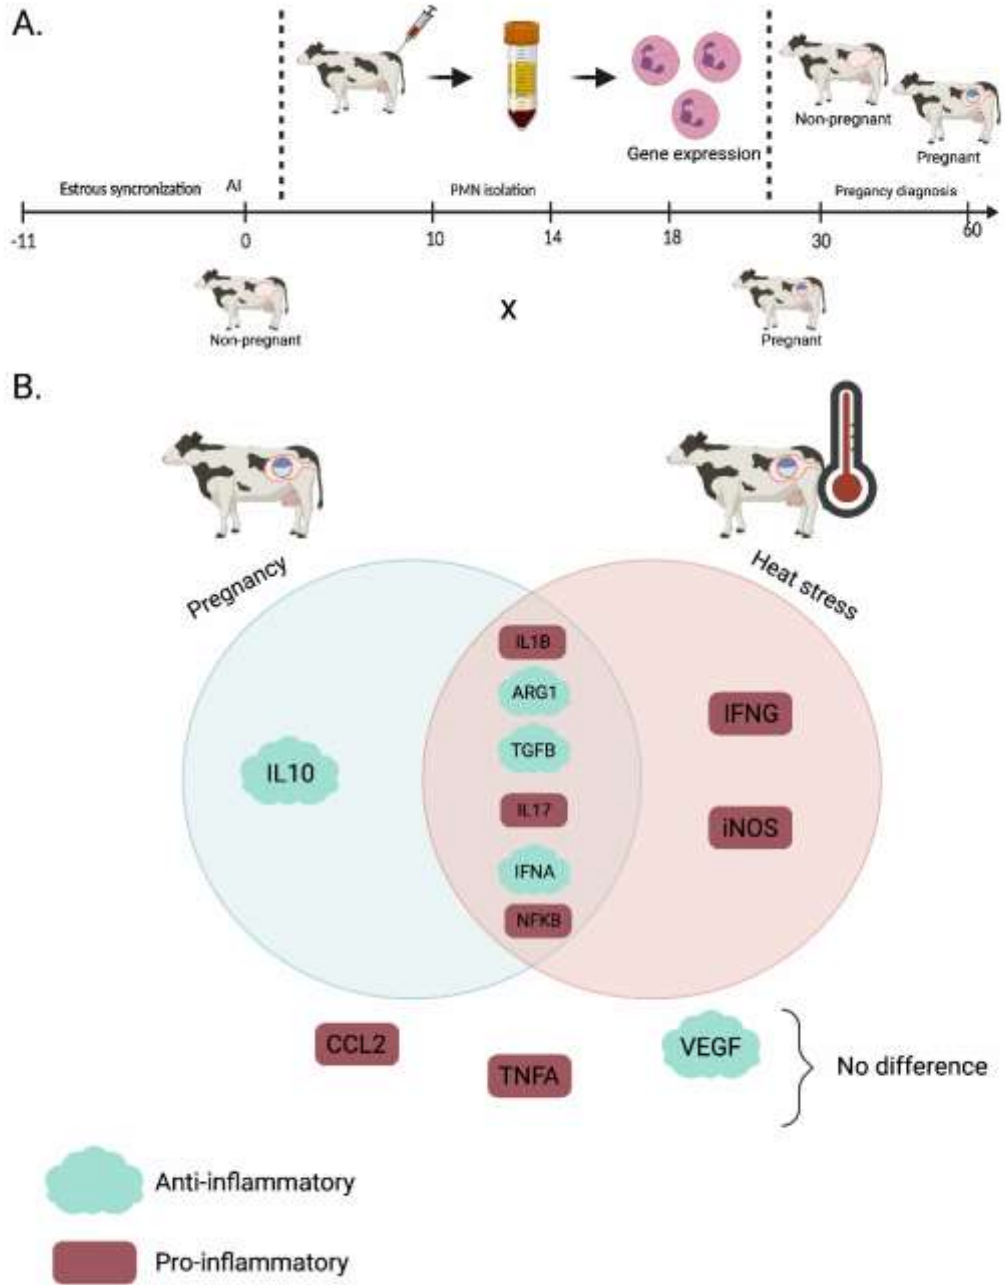 A.
Non-pregnant
Pregnant
Gene expression
Estrous syncronization AI PMN isolation Pregancy diagnosis
-11 0 10 14 18 30 60
Non-pregnant X Pregnant
B.
Pregnancy Heat stress
IL1B
ARG1
IFNG
TGFB
IL10
IL17
iNOS
IFNA
NFKB
CCL2 TNFA VEGF No difference
Anti-inflammatory
Pro-inflammatory